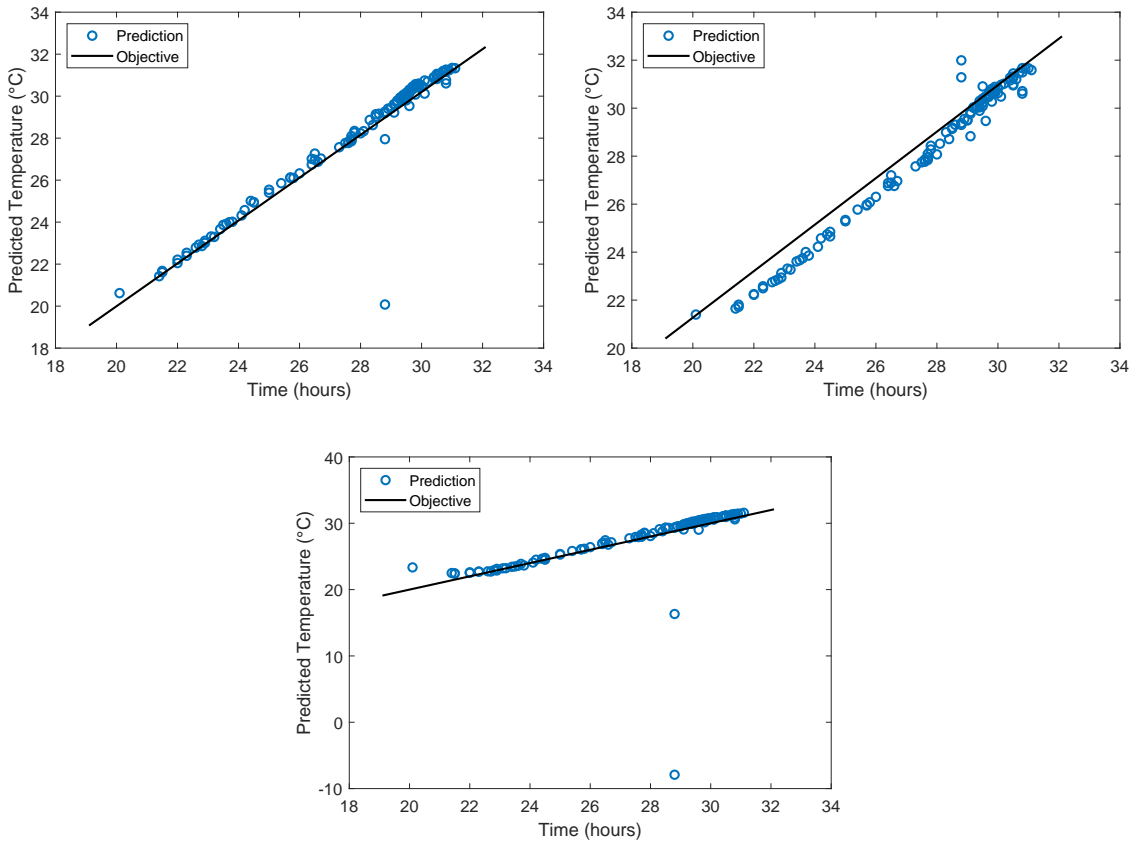 34
32
30
28
26
24
22
20
18
18 20 22 24 26 28 30 32 34
Predicted Temperature (°C)
Time (hours)
Prediction
Objective
34
32
30
28
26
24
22
20
18 20 22 24 26 28 30 32 34
Predicted Temperature (°C)
Time (hours)
Prediction
Objective
40
30
20
10
0
-10
18 20 22 24 26 28 30 32 34
Predicted Temperature (°C)
Time (hours)
Prediction
Objective